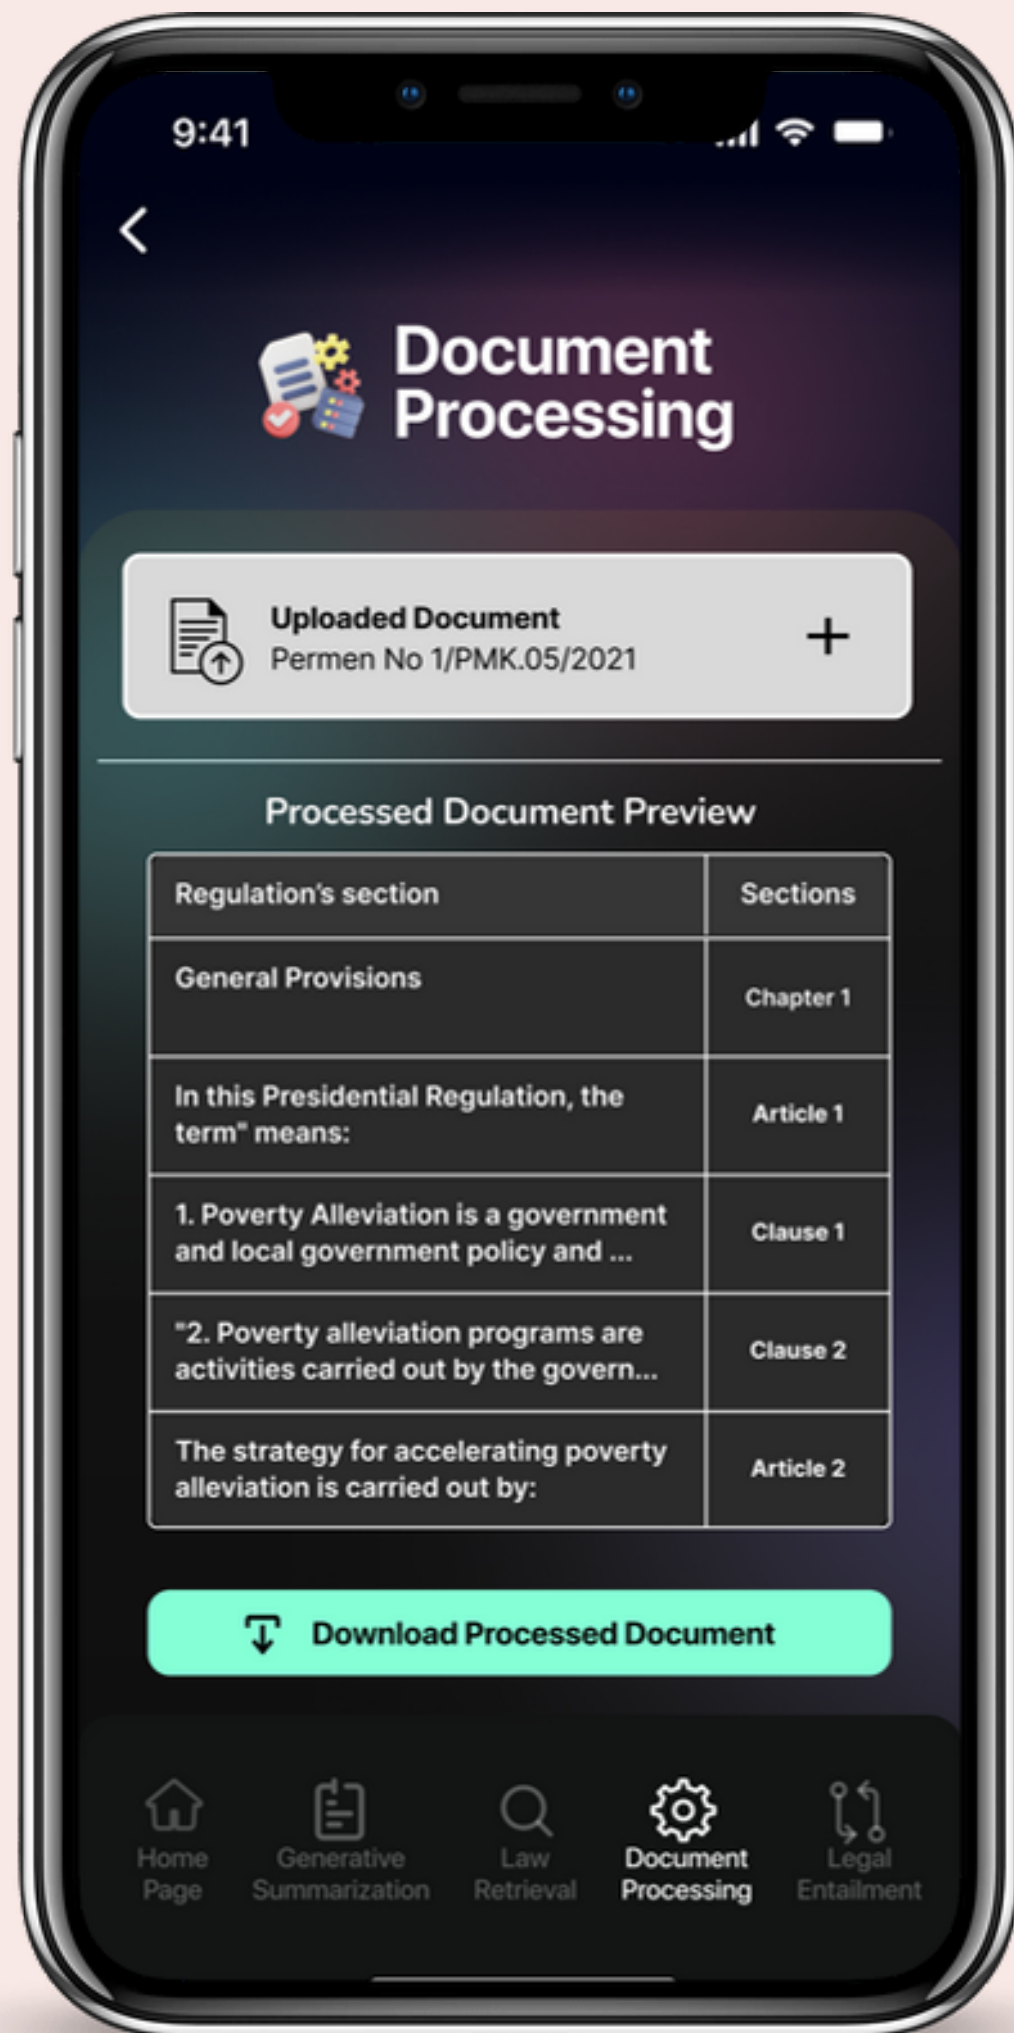 9:41
Document
Processing
Uploaded Document
Permen No 1/PMK.05/2021
Processed Document Preview
Regulation's section
Sections
General Provisions
Chapter 1
In this Presidential Regulation, the
term" means:
Article 1
1. Poverty Alleviation is a government
and local government policy and ...
Clause 1
"2. Poverty alleviation programs are
activities carried out by the govern...
Clause 2
The strategy for accelerating poverty
alleviation is carried out by:
Article 2
Download Processed Document
Home
Page
Generative
Summarization
Law
Retrieval
Document
Processing
Legal
Entailment